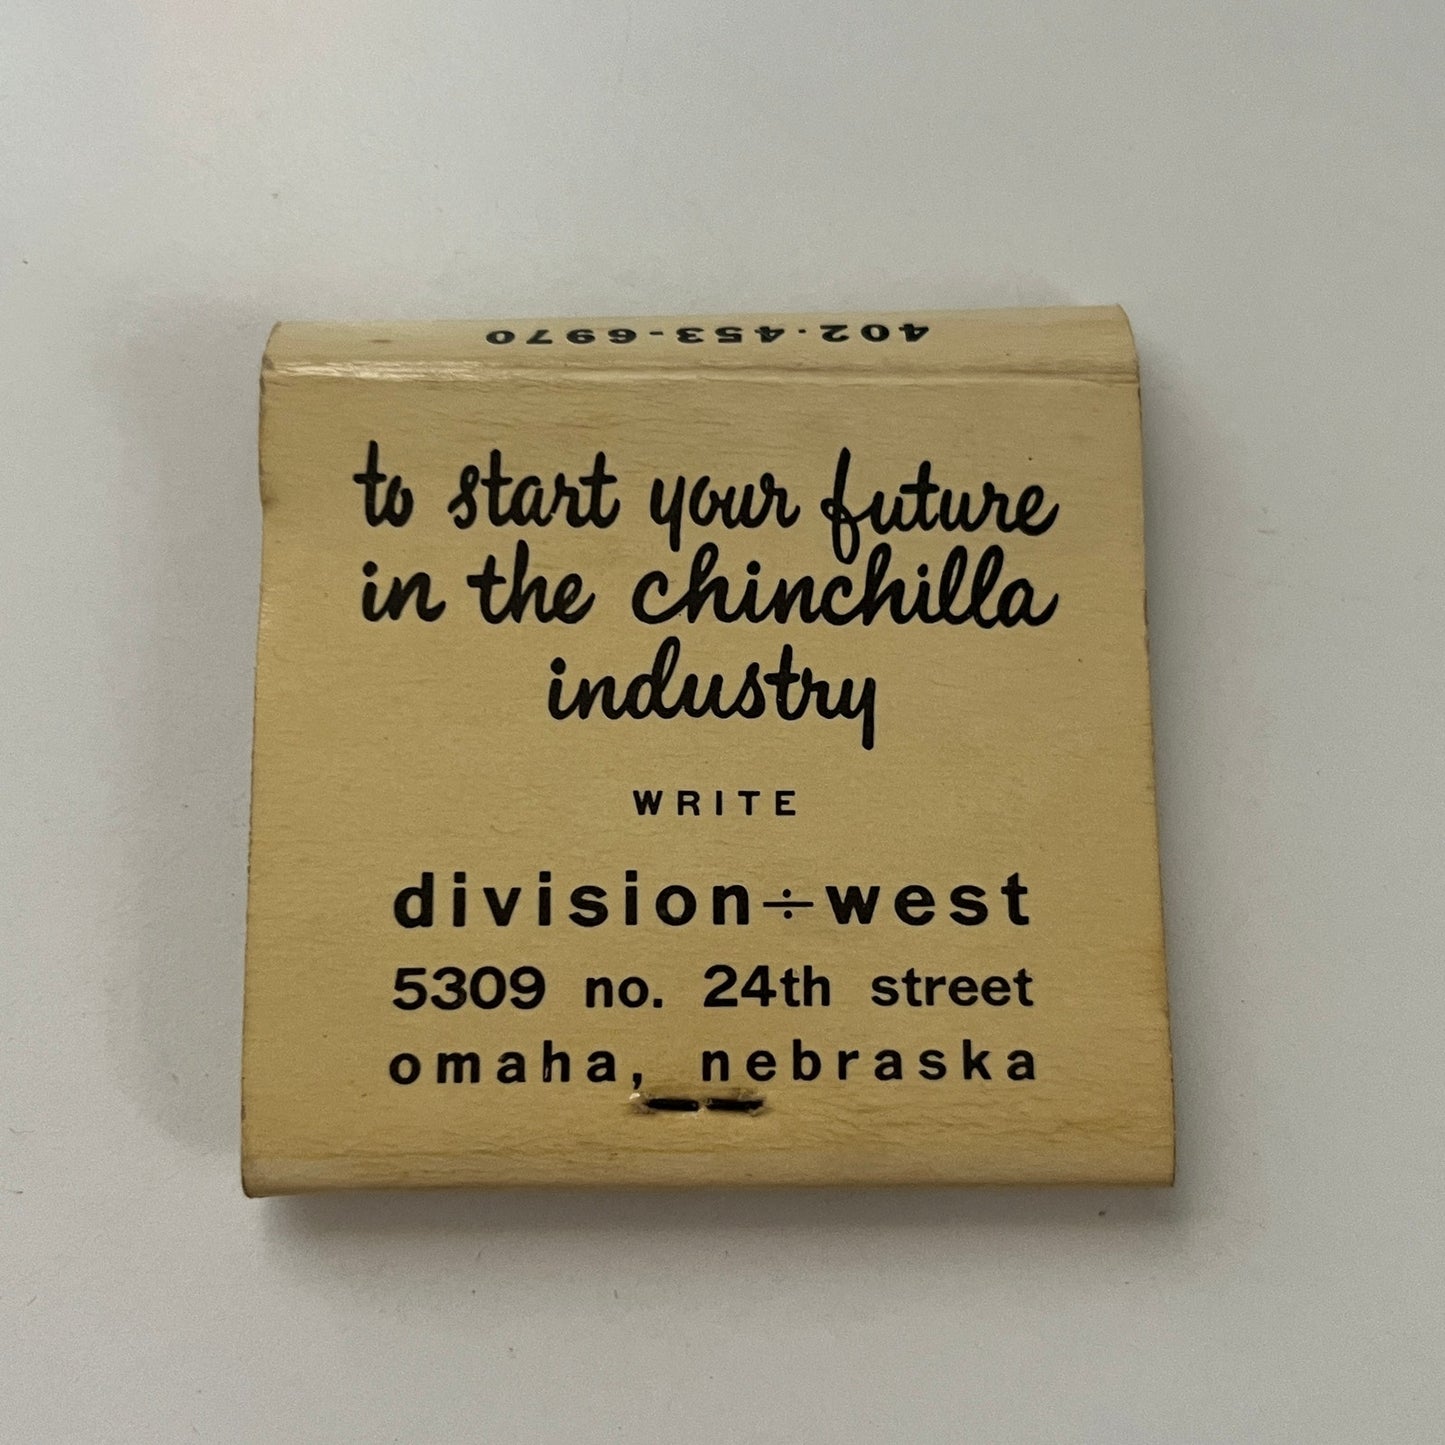 402·453-6970
to start your future
in the chinchilla
industry
WRITE
division÷west
5309 no. 24th street
omaha, nebraska